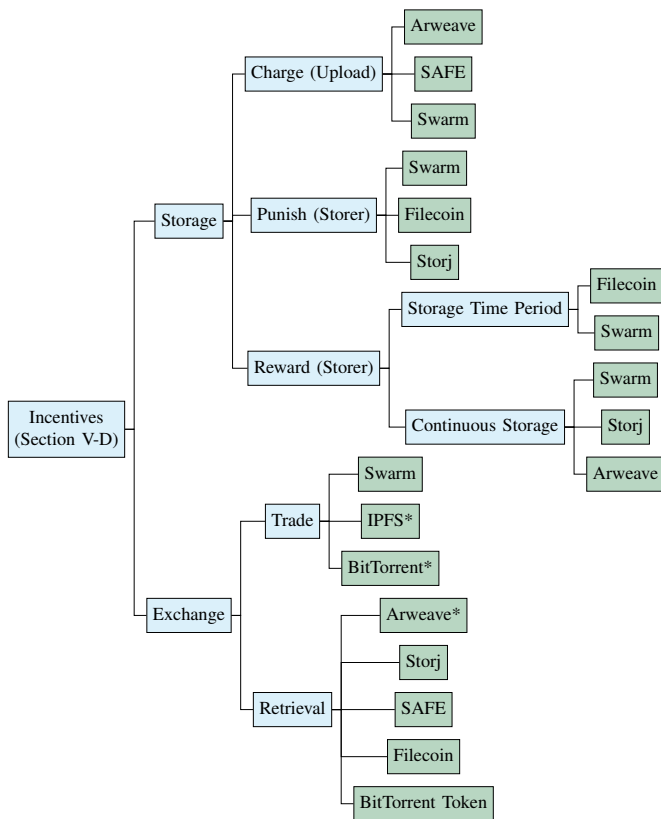 Incentives
(Section V-D)
Storage
Charge (Upload)
Arweave
SAFE
Swarm
Punish (Storer)
Swarm
Filecoin
Storj
Reward (Storer)
Storage Time Period
Filecoin
Swarm
Continuous Storage
Swarm
Storj
Arweave
Exchange
Trade
Swarm
IPFS*
BitTorrent*
Retrieval
Arweave*
Storj
SAFE
Filecoin
BitTorrent Token